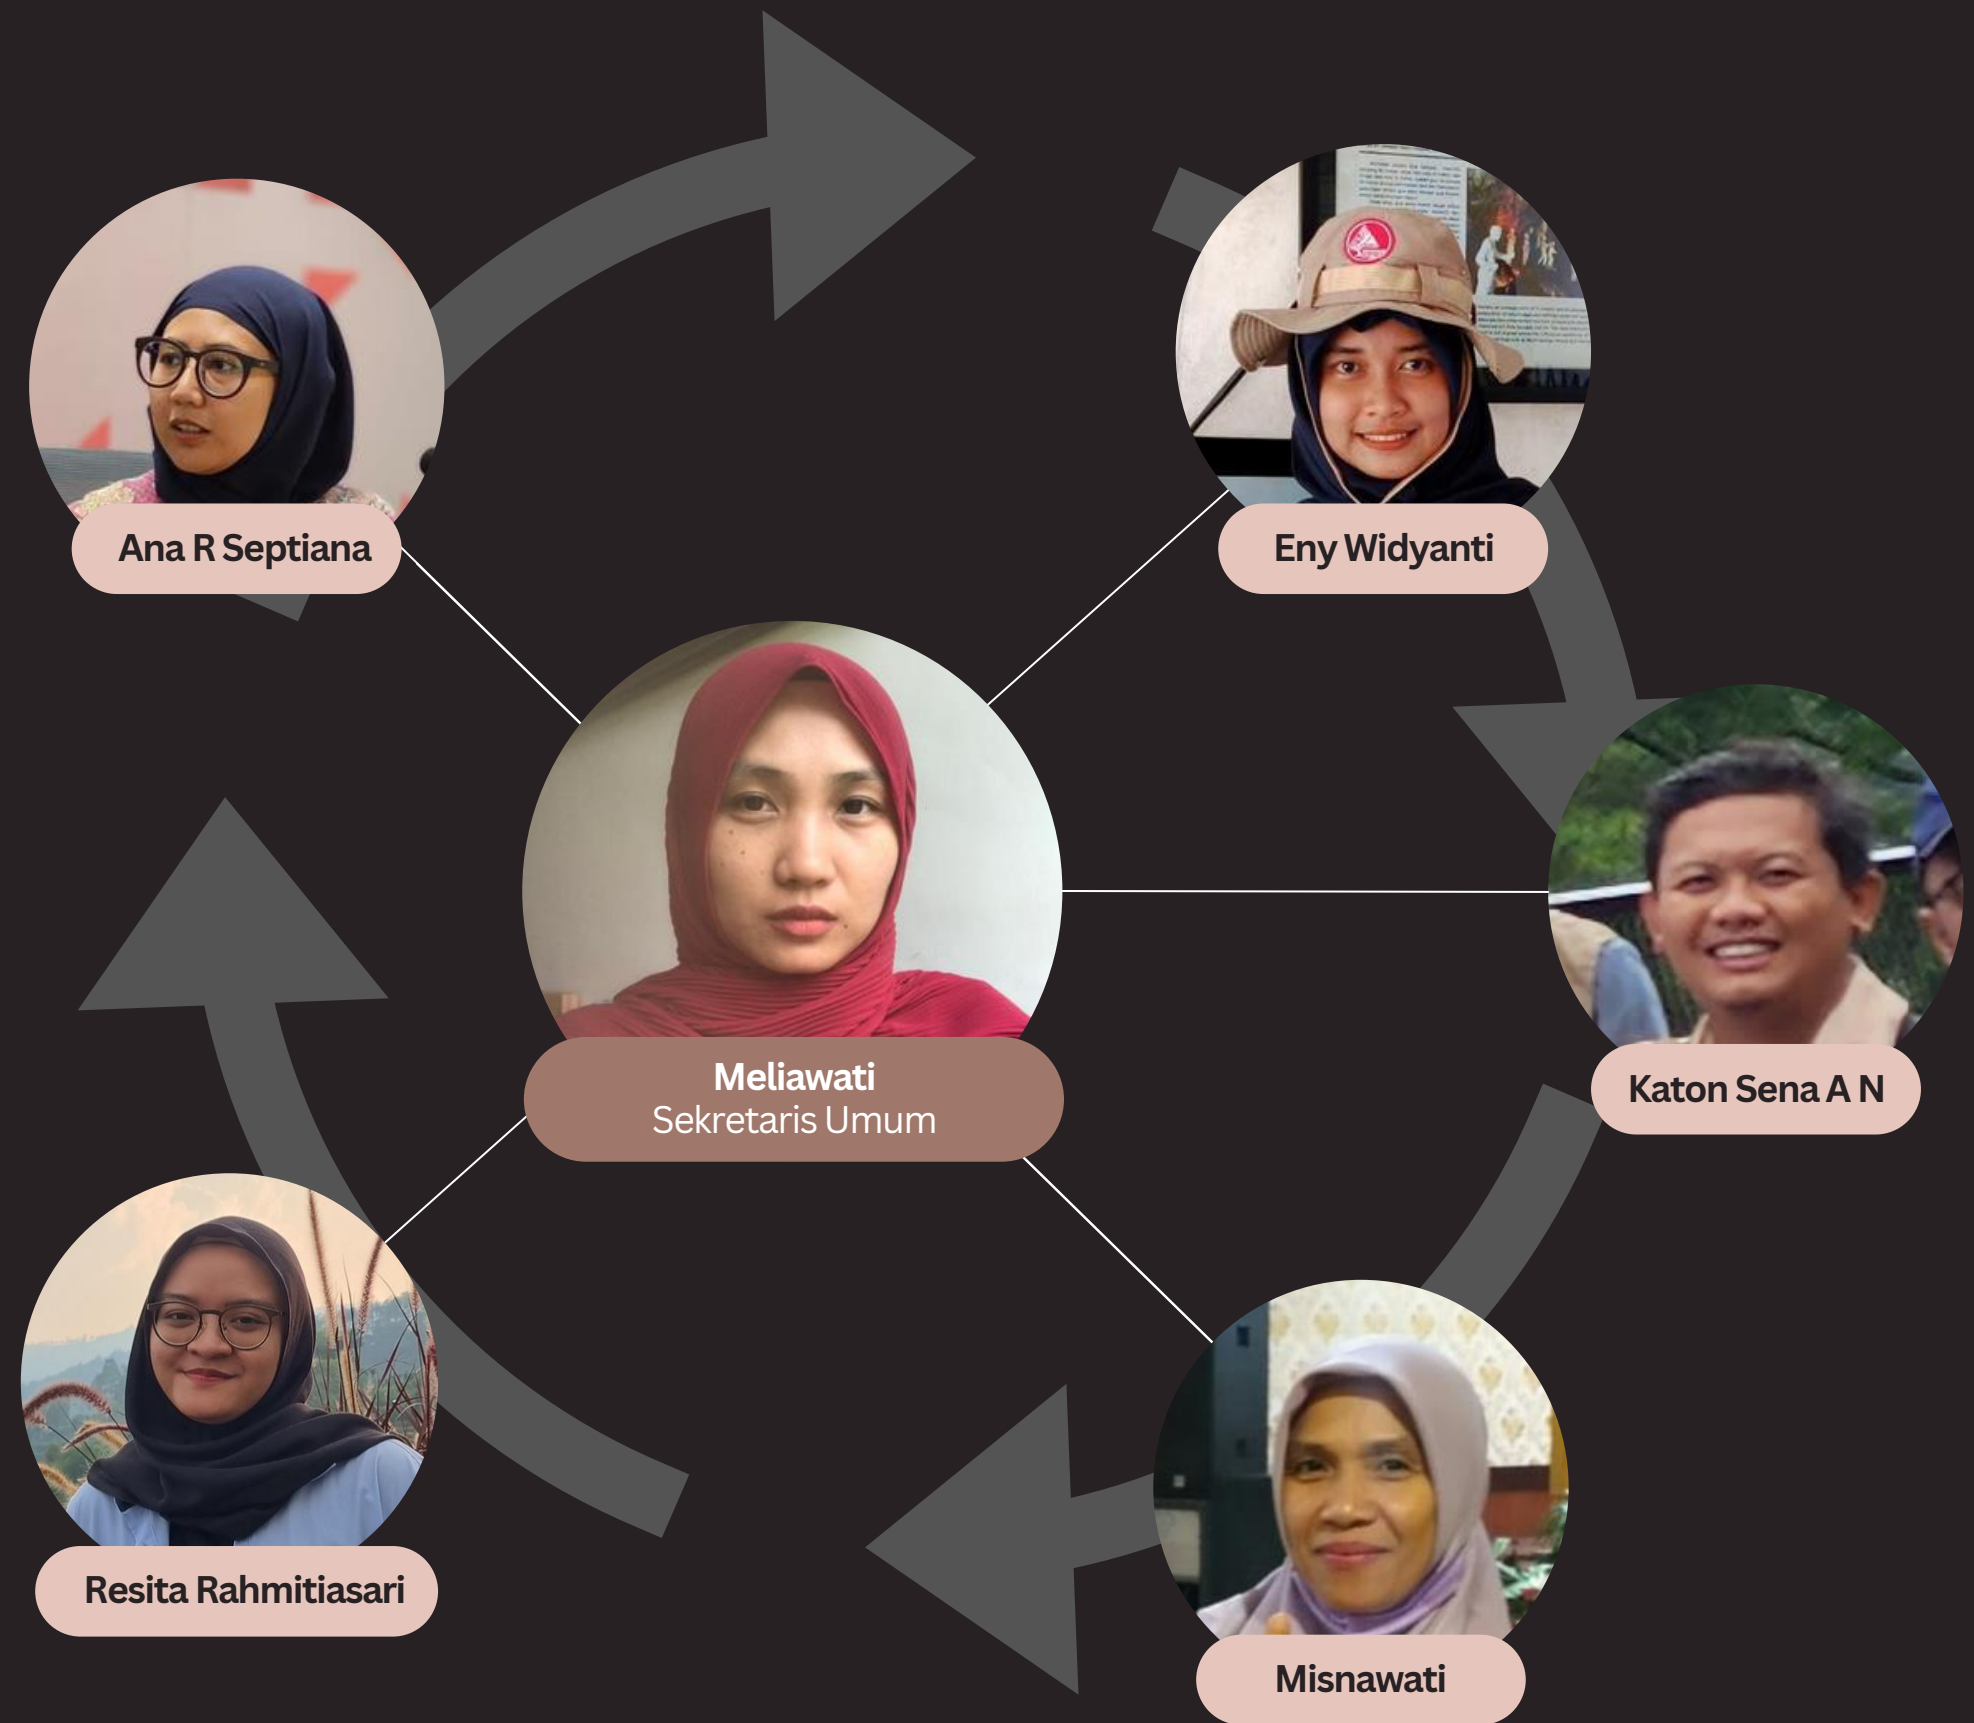 Ana R Septiana
Eny Widyanti
Meliawati
Sekretaris Umum
Katon Sena A N
Resita Rahmitiasari
Misnawati